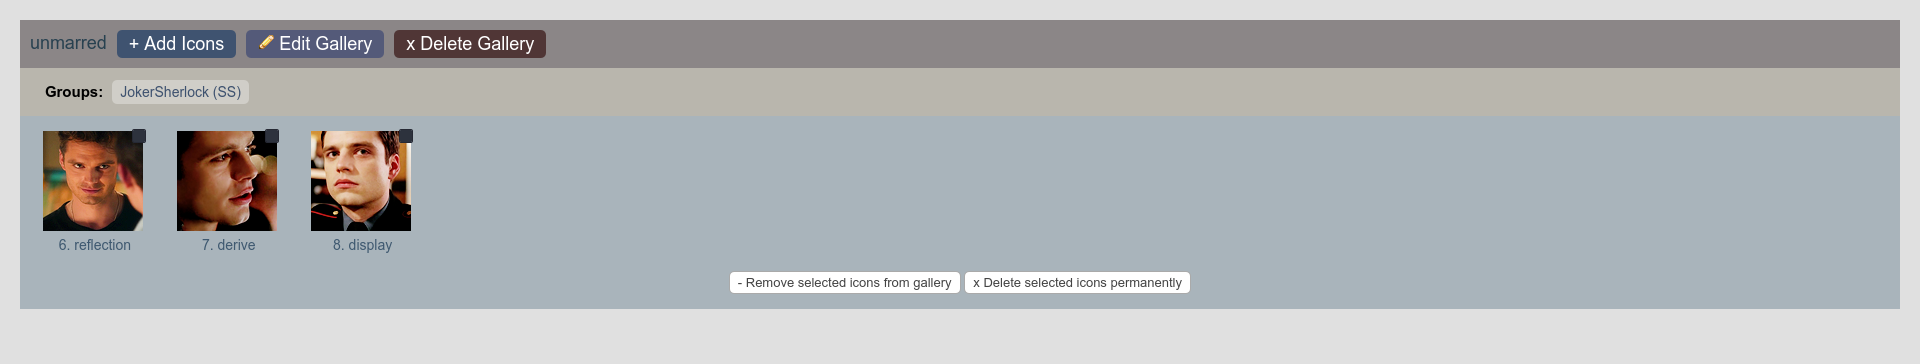 unmarred + Add Icons Edit Gallery x Delete Gallery
Groups: JokerSherlock (SS)
6. reflection 7. derive 8. display
- Remove selected icons from gallery x Delete selected icons permanently